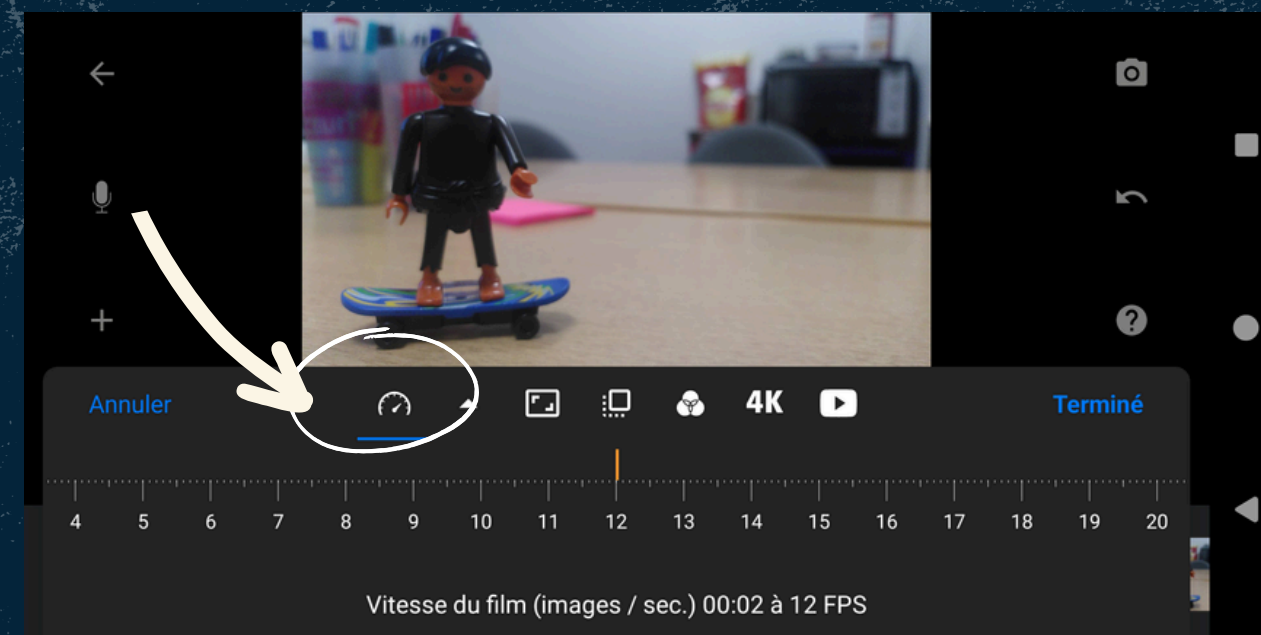 Annuler
4K
Terminé
4 5 6 7 8 9 10 11 12 13 14 15 16 17 18 19 20
Vitesse du film (images / sec.) 00:02 à 12 FPS